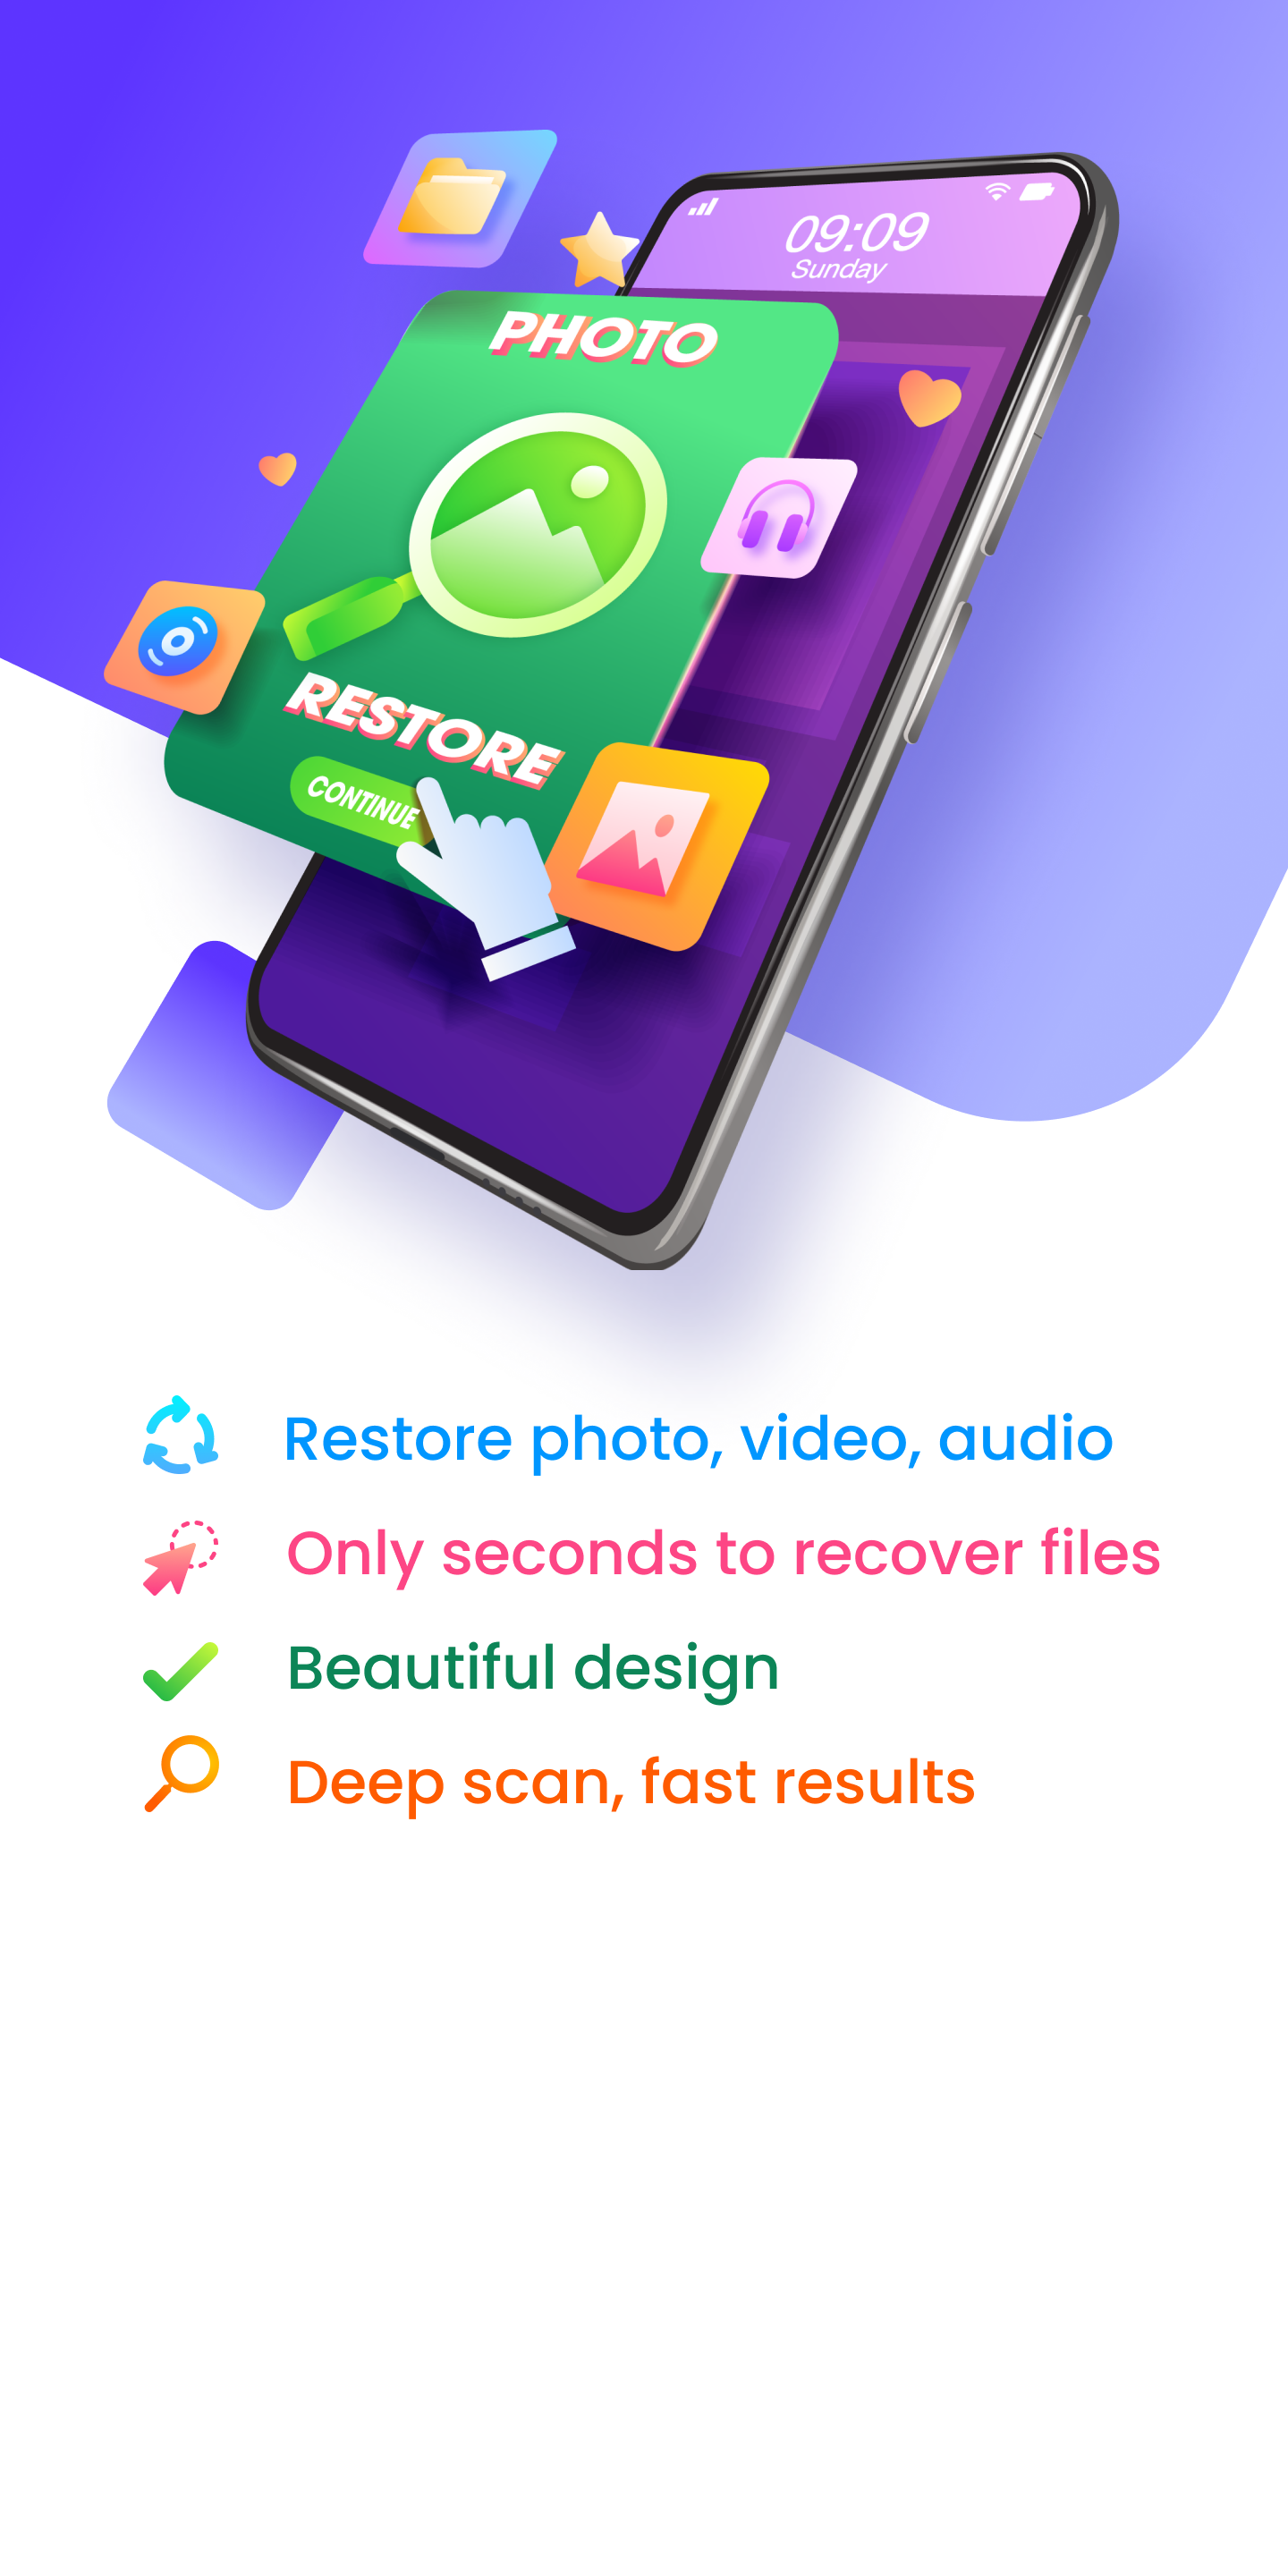 09:09
Sunday
PHOTO
RESTORE
CONTINUE
Restore photo, video, audio
Only seconds to recover files
Beautiful design
Deep scan, fast results